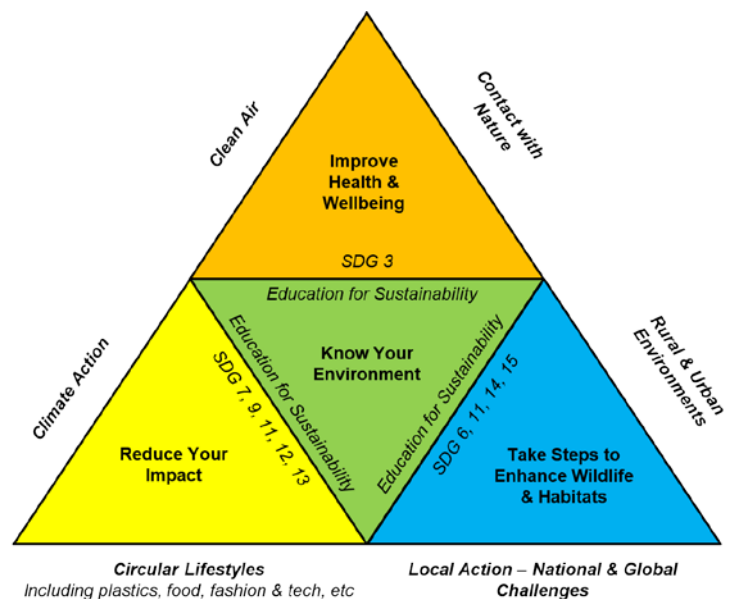 Clean Air
Contact with
Nature
Improve
Health &
Wellbeing
SDG 3
Education for Sustainability
Know Your
Environment
Education for Sustainability
Education for Sustainability
SDG 7, 9, 11, 12, 13
SDG 6, 11, 14, 15
Climate Action
Rural & Urban
Environments
Reduce Your
Impact
Take Steps to
Enhance Wildlife
& Habitats
Circular Lifestyles
Including plastics, food, fashion & tech, etc
Local Action – National & Global
Challenges